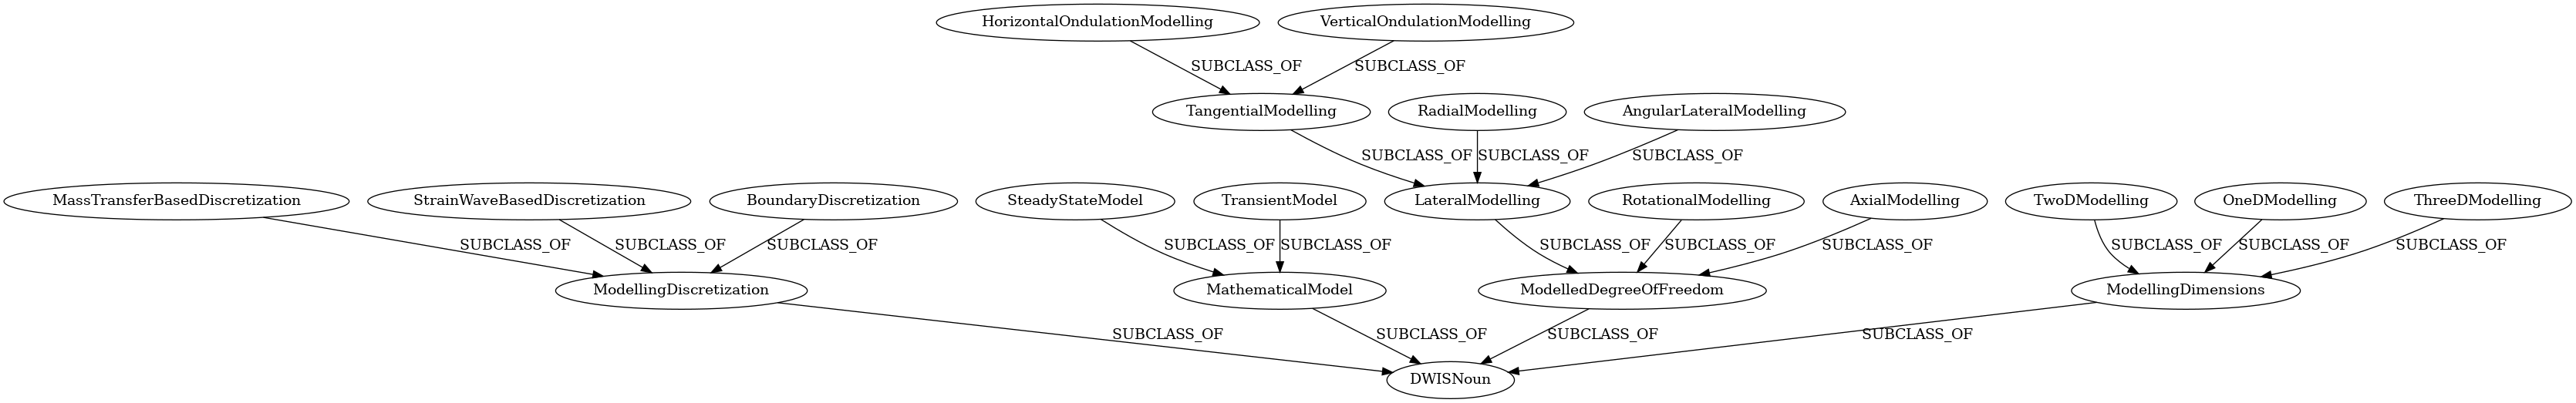 HorizontalOndulationModelling
VerticalOndulationModelling
SUBCLASS_OF
SUBCLASS_OF
TangentialModelling
RadialModelling
AngularLateralModelling
SUBCLASS_OF
SUBCLASS_OF
SUBCLASS_OF
MassTransferBasedDiscretization
StrainWaveBasedDiscretization
BoundaryDiscretization
SteadyStateModel
TransientModel
LateralModelling
RotationalModelling
AxialModelling
TwoDModelling
OneDModelling
ThreeDModelling
SUBCLASS_OF
SUBCLASS_OF
SUBCLASS_OF
SUBCLASS_OF
SUBCLASS_OF
SUBCLASS_OF
SUBCLASS_OF
SUBCLASS_OF
SUBCLASS_OF
SUBCLASS_OF
SUBCLASS_OF
ModellingDiscretization
MathematicalModel
ModelledDegreeOfFreedom
ModellingDimensions
SUBCLASS_OF
SUBCLASS_OF
SUBCLASS_OF
SUBCLASS_OF
DWISNoun